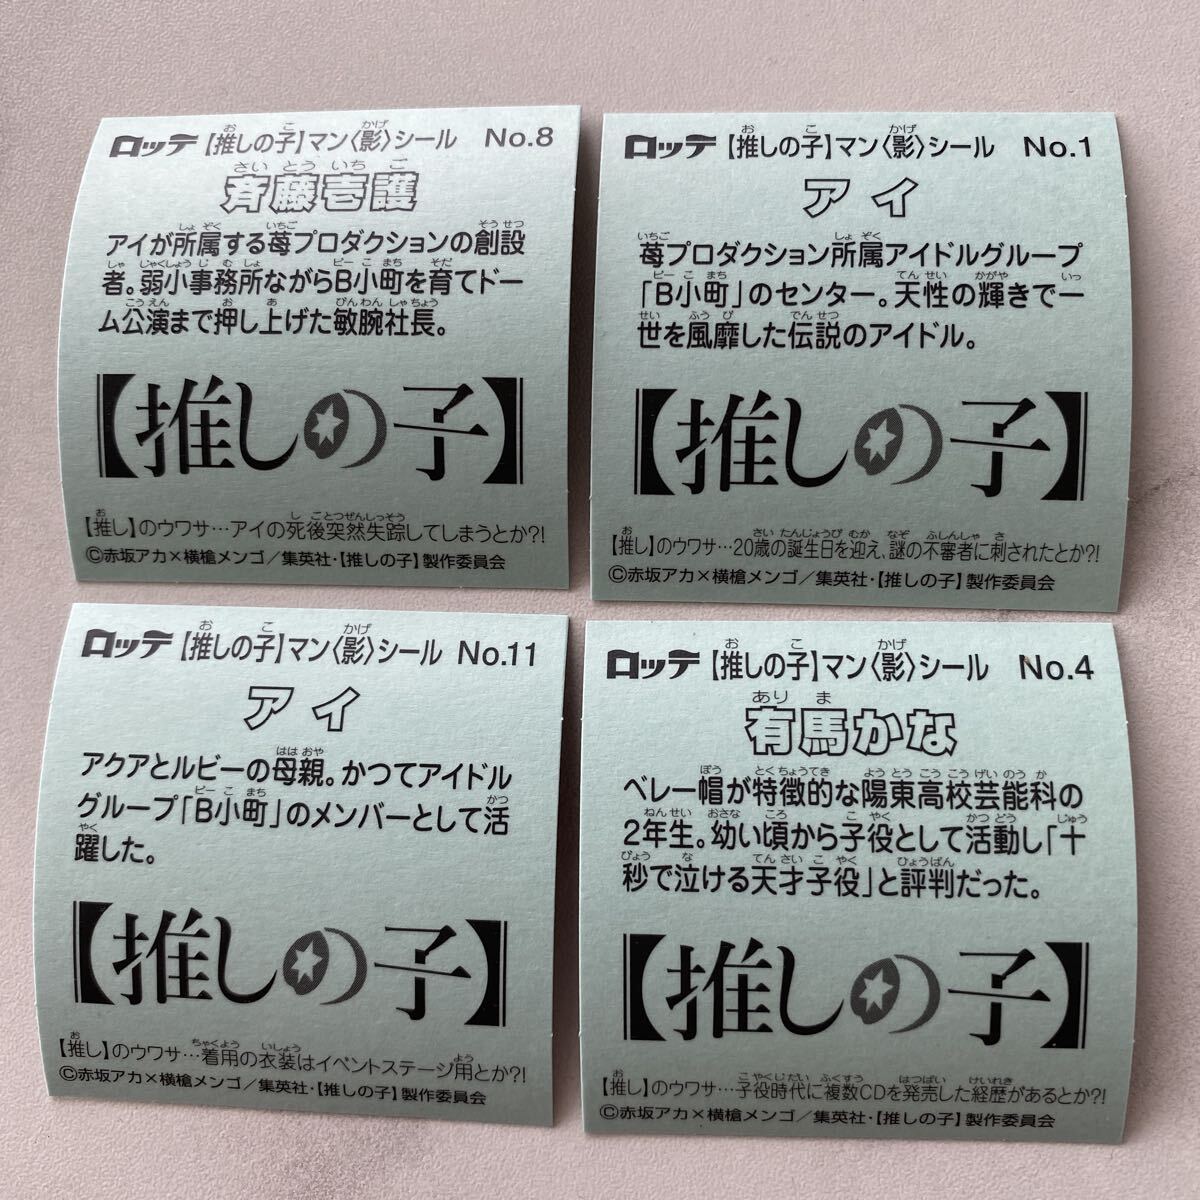 ロッテ【推しの子】マン〈影〉シール No.8
斉藤壱護
アイが所属する苺プロダクションの創設
者。弱小事務所ながらB小町を育てドー
ム公演まで押し上げた敏腕社長。
【推しの子】
【推し】のウワサ…アイの死後突然失踪してしまうとか?!
©赤坂アカ×横槍メンゴ／集英社・【推しの子】製作委員会
ロッテ【推しの子】マン〈影〉シール No.1
アイ
苺プロダクション所属アイドルグループ
「B小町」のセンター。天性の輝きで一
世を風靡した伝説のアイドル。
【推しの子】
【推し】のウワサ…20歳の誕生日を迎え、謎の不審者に刺されたとか?!
©赤坂アカ×横槍メンゴ／集英社・【推しの子】製作委員会
ロッテ【推しの子】マン〈影〉シール No.11
アイ
アクアとルビーの母親。かつてアイドル
グループ「B小町」のメンバーとして活
躍した。
【推しの子】
【推し】のウワサ…着用の衣装はイベントステージ用とか?!
©赤坂アカ×横槍メンゴ／集英社・【推しの子】製作委員会
ロッテ【推しの子】マン〈影〉シール No.4
有馬かな
ベレー帽が特徴的な陽東高校芸能科の
2年生。幼い頃から子役として活動し「十
秒で泣ける天才子役」と評判だった。
【推しの子】
【推し】のウワサ…子役時代に複数CDを発売した経歴があるとか?!
©赤坂アカ×横槍メンゴ／集英社・【推しの子】製作委員会